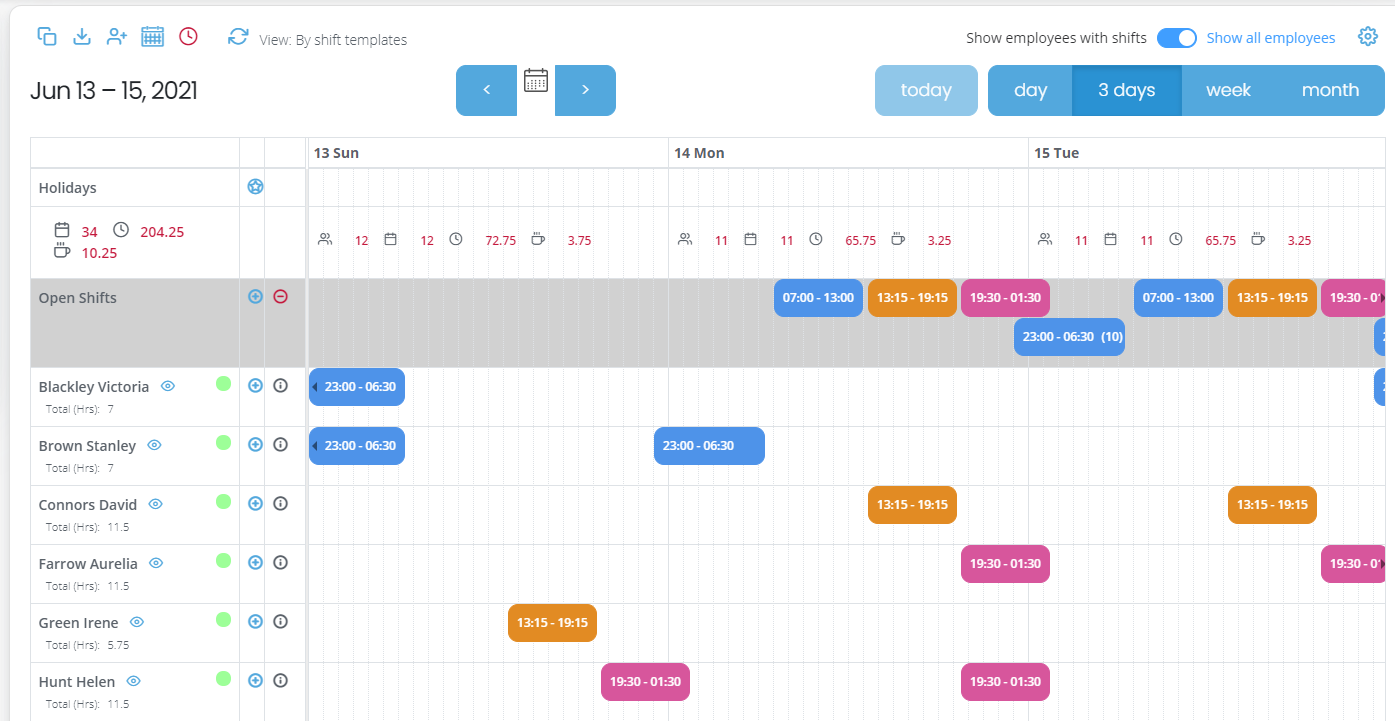 View: By shift templates
Show employees with shifts Show all employees
Jun 13 – 15, 2021
< >
today day 3 days week month
13 Sun 14 Mon 15 Tue
Holidays
34 204.25
10.25
12 12 72.75 3.75 11 11 65.75 3.25 11 11 65.75 3.25
Open Shifts 07:00 - 13:00 13:15 - 19:15 19:30 - 01:30 07:00 - 13:00 13:15 - 19:15 19:30 - 01
23:00 - 06:30 (10)
Blackley Victoria 23:00 - 06:30
Total (Hrs): 7
Brown Stanley 23:00 - 06:30 23:00 - 06:30
Total (Hrs): 7
Connors David 13:15 - 19:15 13:15 - 19:15
Total (Hrs): 11.5
Farrow Aurelia 19:30 - 01:30 19:30 - 01
Total (Hrs): 11.5
Green Irene 13:15 - 19:15
Total (Hrs): 5.75
Hunt Helen 19:30 - 01:30 19:30 - 01:30
Total (Hrs): 11.5